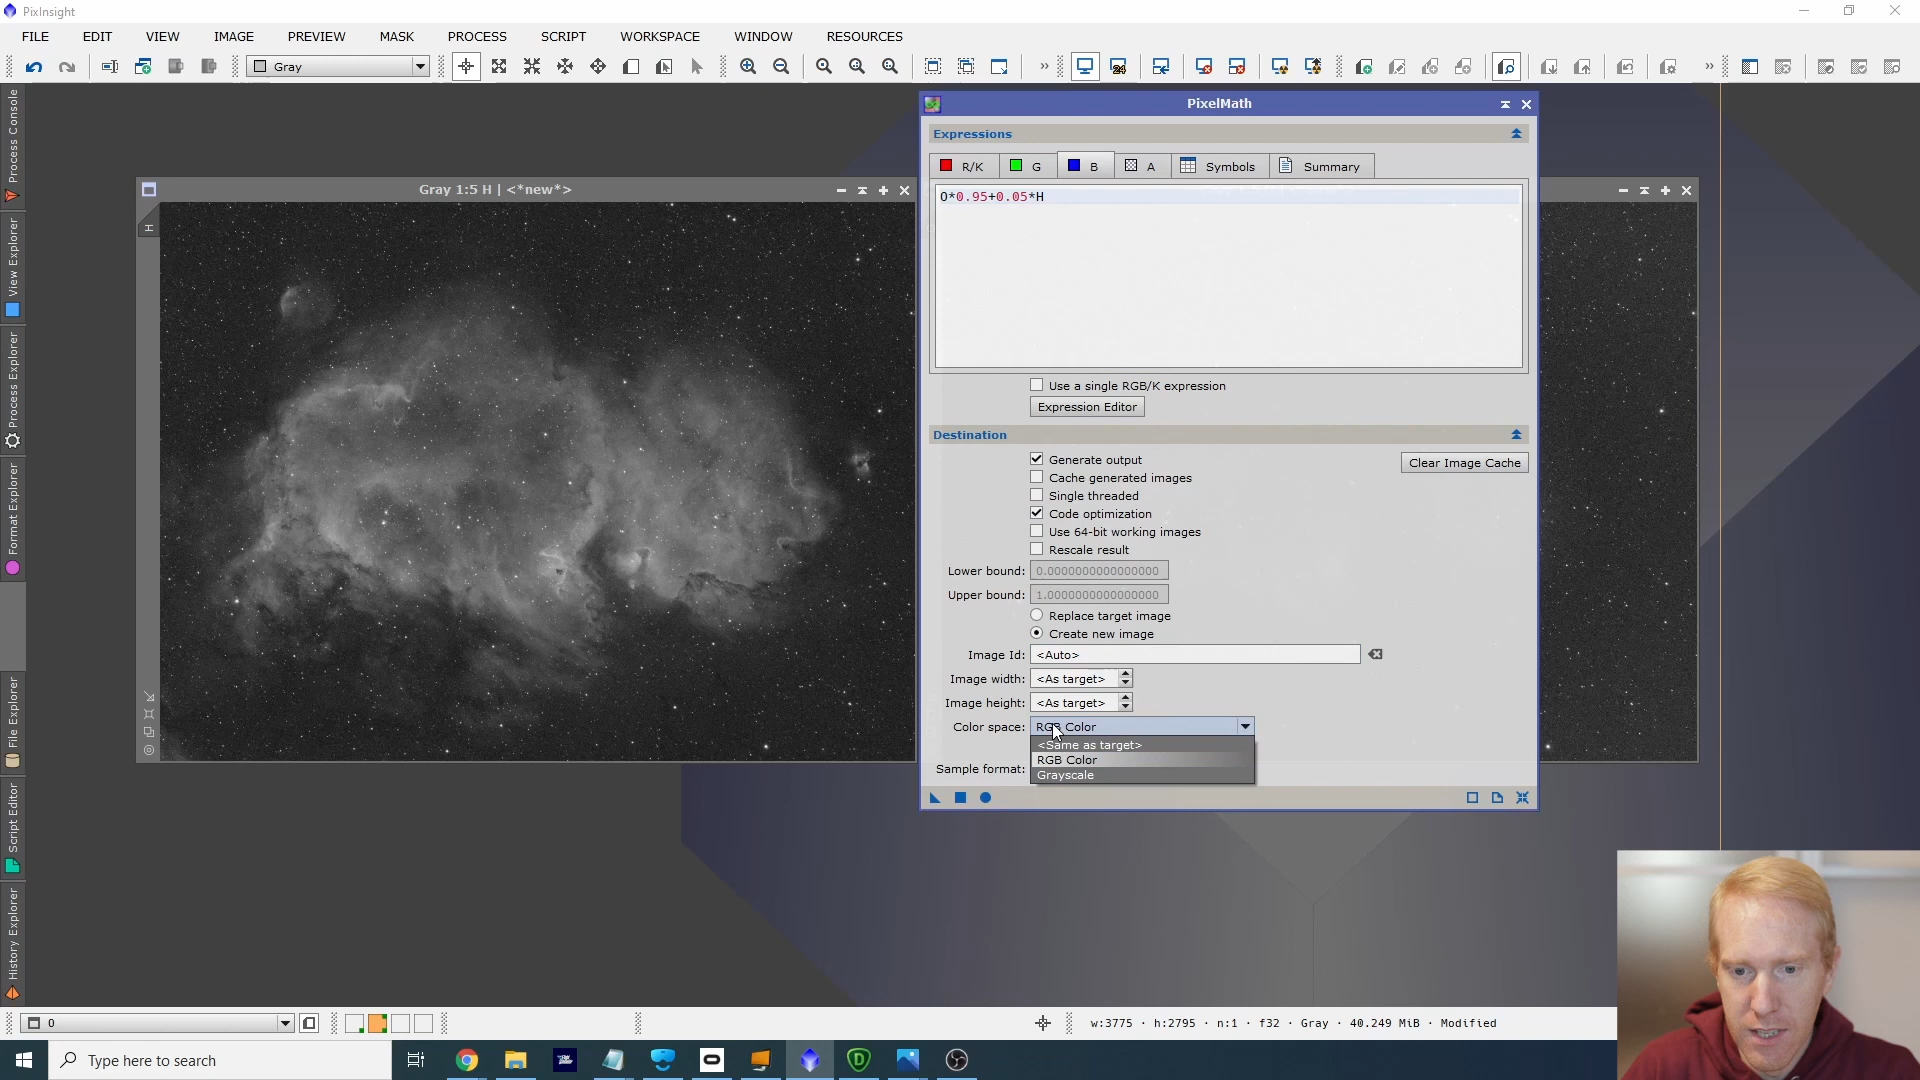 PixInsight
FILE EDIT VIEW IMAGE PREVIEW MASK PROCESS SCRIPT WORKSPACE WINDOW RESOURCES
Gray
24
Process Console
View Explorer
Process Explorer
Format Explorer
File Explorer
Script Editor
History Explorer
Gray 1:5 H | <*new*>
H
PixelMath
Expressions
R/K G B A Symbols Summary
O*0.95+0.05*H
Use a single RGB/K expression
Expression Editor
Destination
Generate output
Clear Image Cache
Cache generated images
Single threaded
Code optimization
Use 64-bit working images
Rescale result
Lower bound: 0.0000000000000000
Upper bound: 1.0000000000000000
Replace target image
Create new image
Image Id: <Auto>
Image width: <As target>
Image height: <As target>
Color space: RGB Color
<Same as target>
RGB Color
Grayscale
Sample format:
O
w:3775 · h:2795 · n:1 · f32 · Gray · 40.249 MiB · Modified
Type here to search